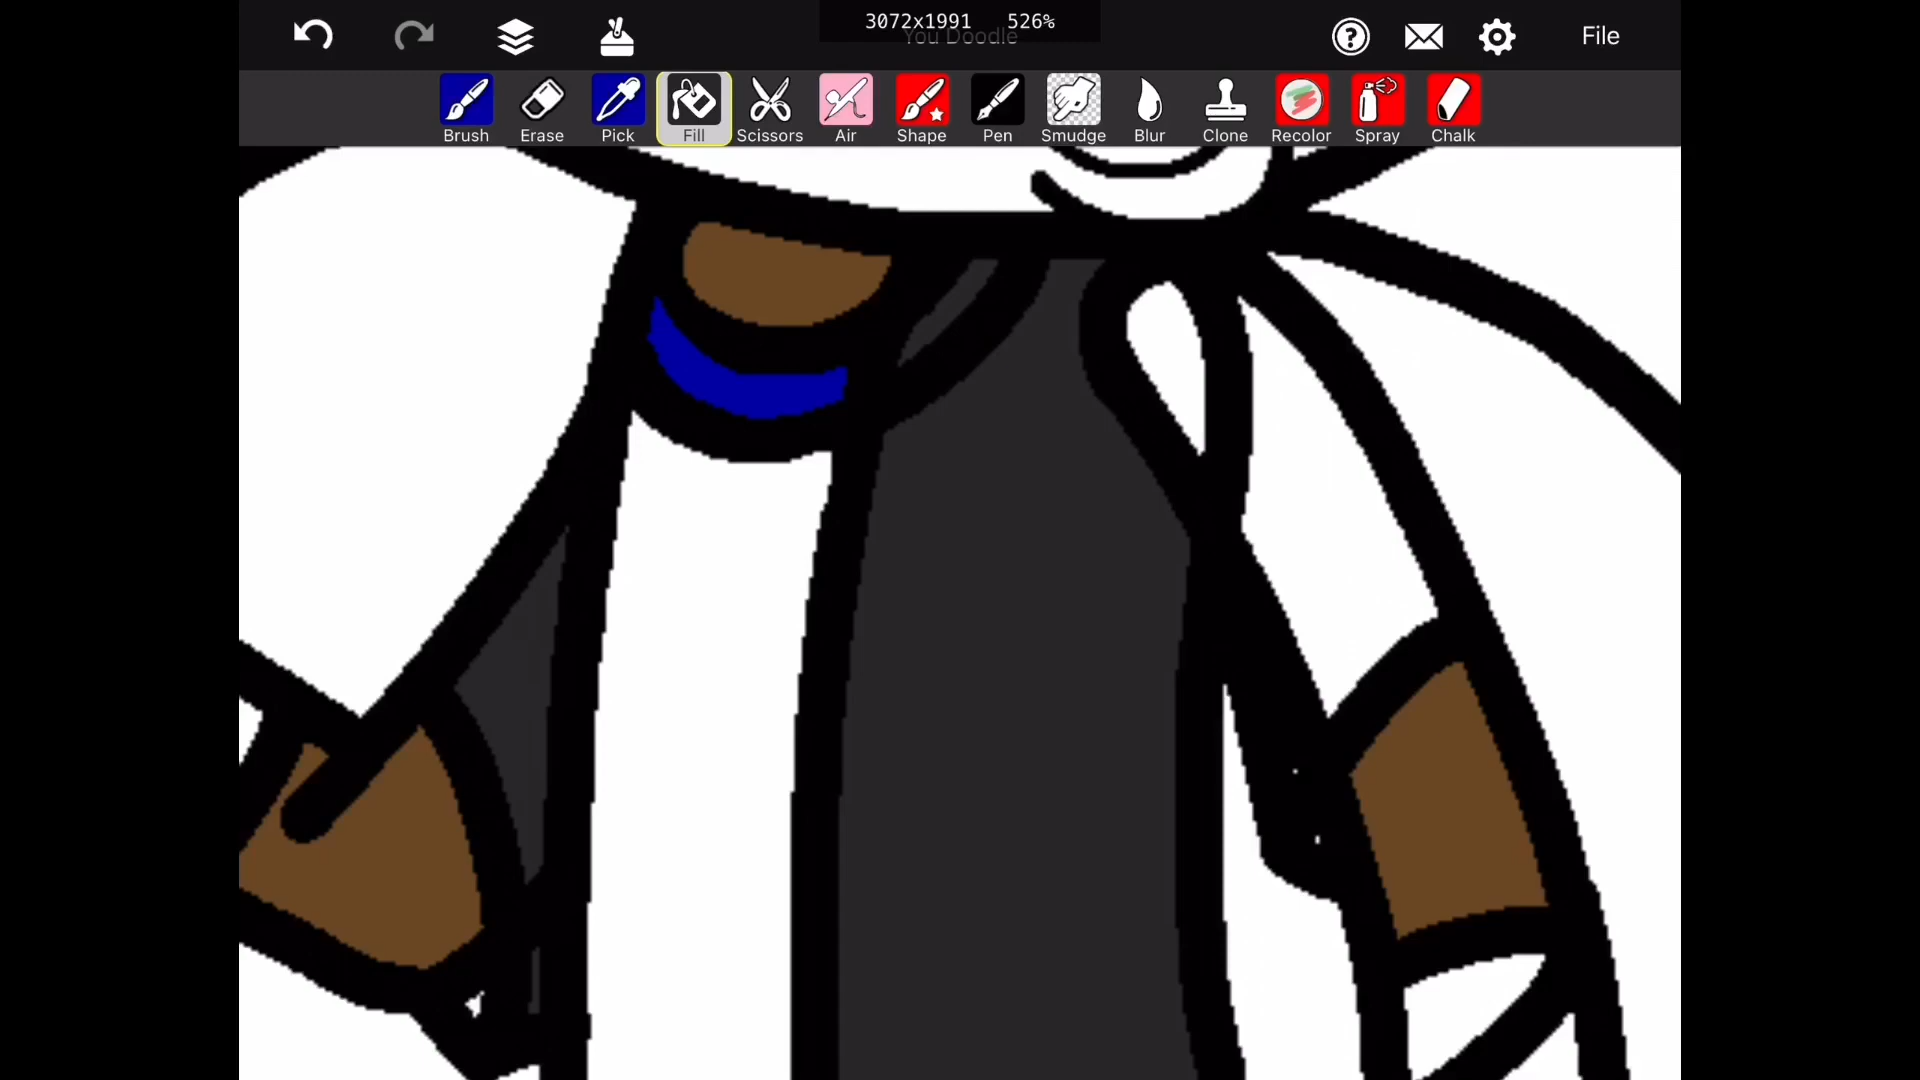 3072x1991 526%
You Doodle
File
Brush Erase Pick Fill Scissors Air Shape Pen Smudge Blur Clone Recolor Spray Chalk